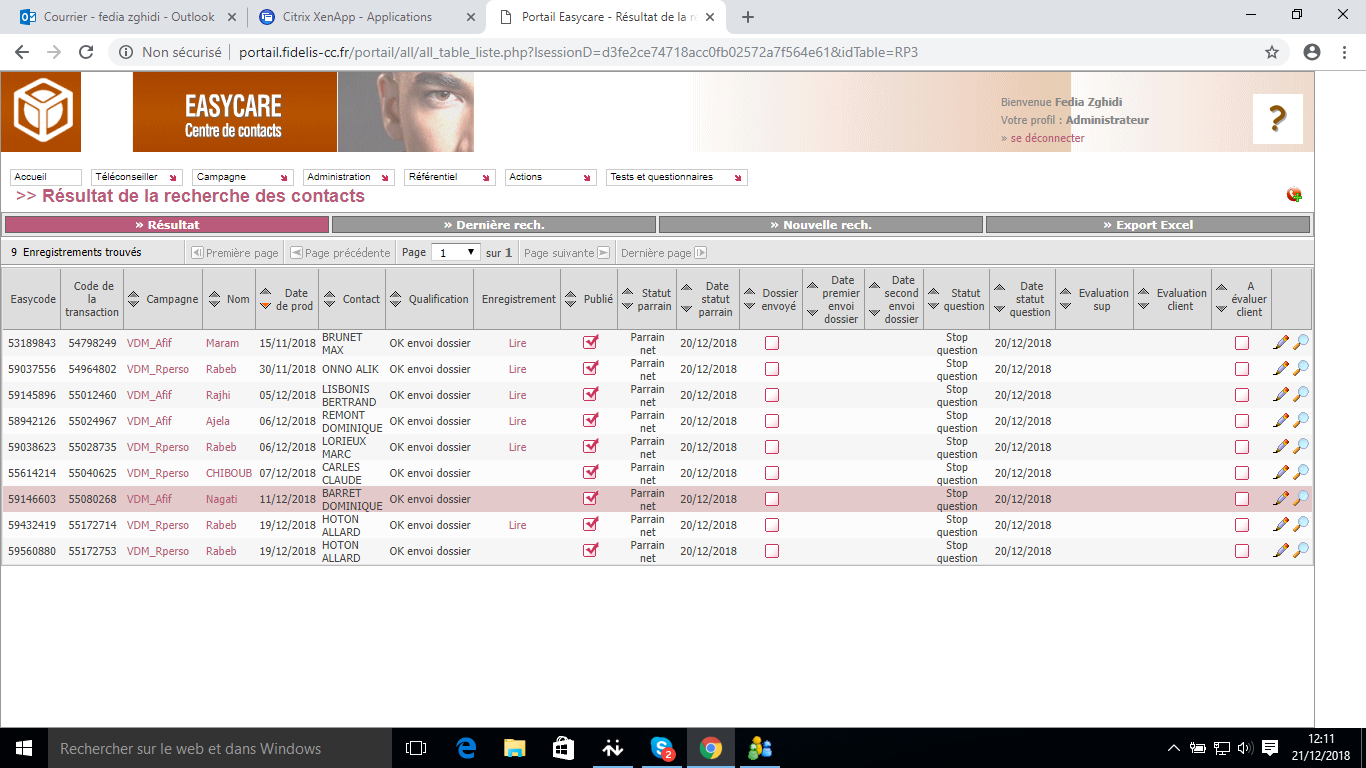 Courrier - fedia zghidi - Outlook
Citrix XenApp - Applications
Portail Easycare - Résultat de la r
Non sécurisé | portail.fidelis-cc.fr/portail/all/all_table_liste.php?lsessionD=d3fe2ce74718acc0fb02572a7f564e61&idTable=RP3
EASYCARE
Centre de contacts
Bienvenue Fedia Zghidi
Votre profil : Administrateur
» se déconnecter
?
Accueil Téléconseiller Campagne Administration Référentiel Actions Tests et questionnaires
>> Résultat de la recherche des contacts
» Résultat » Dernière rech. » Nouvelle rech. » Export Excel
9 Enregistrements trouvés Première page Page précédente Page 1 sur 1 Page suivante Dernière page
Easycode Code de la transaction Campagne Nom Date de prod Contact Qualification Enregistrement Publié Statut parrain Date statut parrain Dossier envoyé Date premier envoi dossier Date second envoi dossier Statut question Date statut question Evaluation sup Evaluation client A évaluer client
53189843 54798249 VDM_Afif Maram 15/11/2018 BRUNET MAX OK envoi dossier Lire Parrain net 20/12/2018 Stop question 20/12/2018
59037556 54964802 VDM_Rperso Rabeb 30/11/2018 ONNO ALIK OK envoi dossier Lire Parrain net 20/12/2018 Stop question 20/12/2018
59145896 55012460 VDM_Afif Rajhi 05/12/2018 LISBONIS BERTRAND OK envoi dossier Lire Parrain net 20/12/2018 Stop question 20/12/2018
58942126 55024967 VDM_Afif Ajela 06/12/2018 REMONT DOMINIQUE OK envoi dossier Lire Parrain net 20/12/2018 Stop question 20/12/2018
59038623 55028735 VDM_Rperso Rabeb 06/12/2018 LORIEUX MARC OK envoi dossier Lire Parrain net 20/12/2018 Stop question 20/12/2018
55614214 55040625 VDM_Rperso CHIBOUB 07/12/2018 CARLES CLAUDE OK envoi dossier Parrain net 20/12/2018 Stop question 20/12/2018
59146603 55080268 VDM_Afif Nagati 11/12/2018 BARRET DOMINIQUE OK envoi dossier Parrain net 20/12/2018 Stop question 20/12/2018
59432419 55172714 VDM_Rperso Rabeb 19/12/2018 HOTON ALLARD OK envoi dossier Lire Parrain net 20/12/2018 Stop question 20/12/2018
59560880 55172753 VDM_Rperso Rabeb 19/12/2018 HOTON ALLARD OK envoi dossier Parrain net 20/12/2018 Stop question 20/12/2018
Rechercher sur le web et dans Windows
2
12:11
21/12/2018